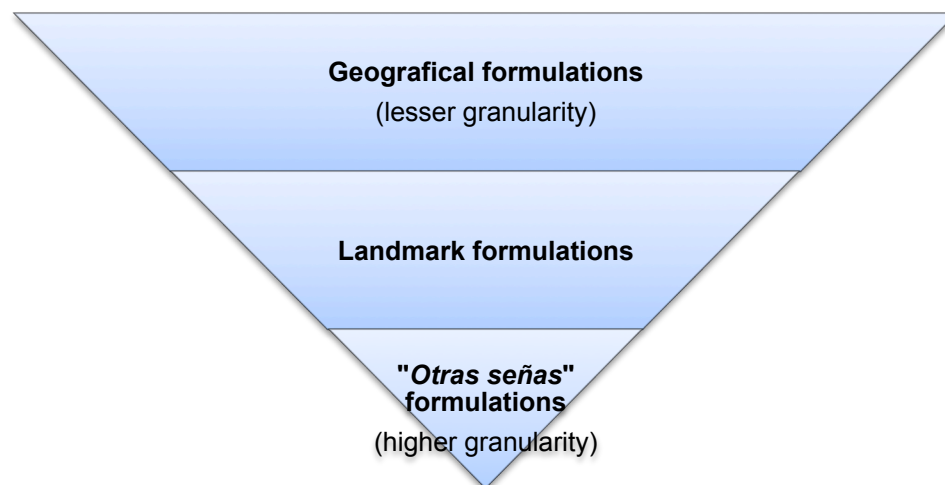 Geografical formulations
(lesser granularity)
Landmark formulations
"Otras señas"
formulations
(higher granularity)